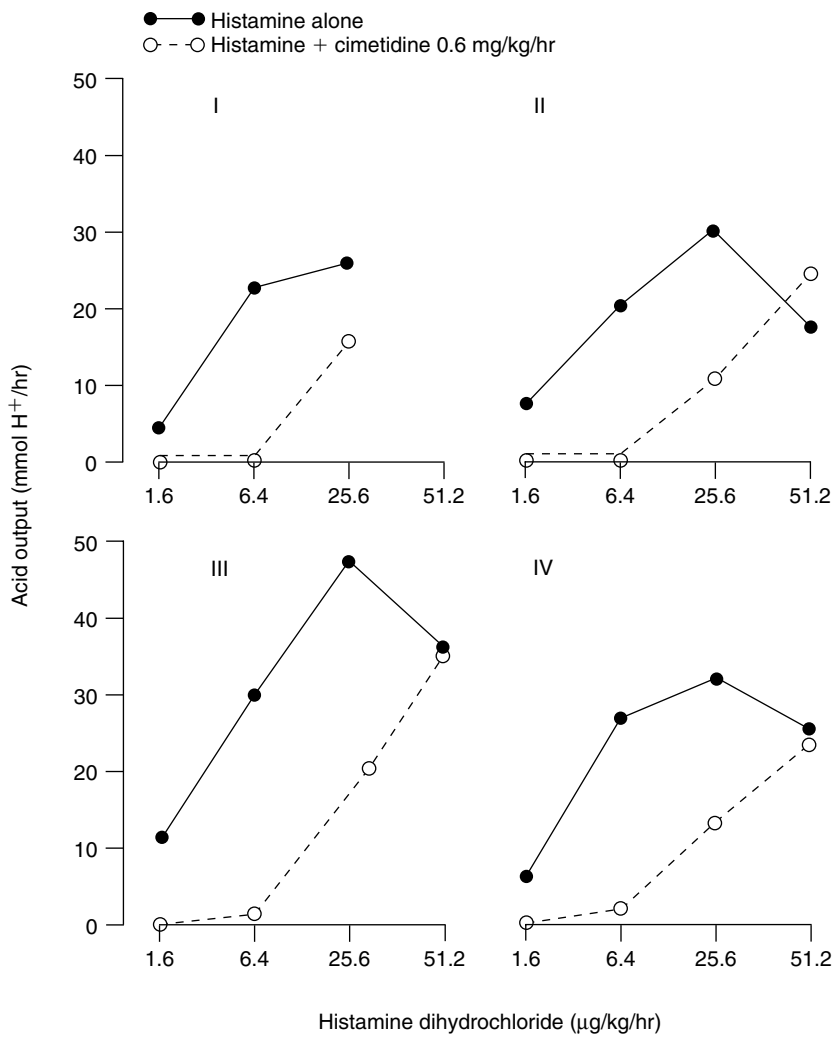 Histamine alone
Histamine + cimetidine 0.6 mg/kg/hr
Acid output (mmol H+/hr)
I
50
40
30
20
10
0
1.6 6.4 25.6 51.2
II
1.6 6.4 25.6 51.2
III
50
40
30
20
10
0
1.6 6.4 25.6 51.2
IV
1.6 6.4 25.6 51.2
Histamine dihydrochloride (μg/kg/hr)